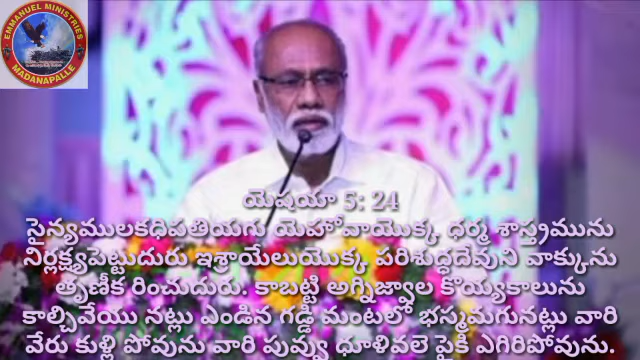 EMMANUEL MINISTRIES
MADANAPALLE
యెషయా 5: 24
సైన్యములకధిపతియగు యెహోవాయొక్క ధర్మ శాస్త్రమును
నిర్లక్ష్యపెట్టుదురు ఇశ్రాయేలుయొక్క పరిశుద్ధదేవుని వాక్కును
తృణీక రించుదురు. కాబట్టి అగ్నిజ్వాల కొయ్యకాలును
కాల్చివేయు నట్లు ఎండిన గడ్డి మంటలో భస్మమగునట్లు వారి
వేరు కుళ్లి పోవును వారి పువ్వు ధూళివలె పైకి ఎగిరిపోవును.